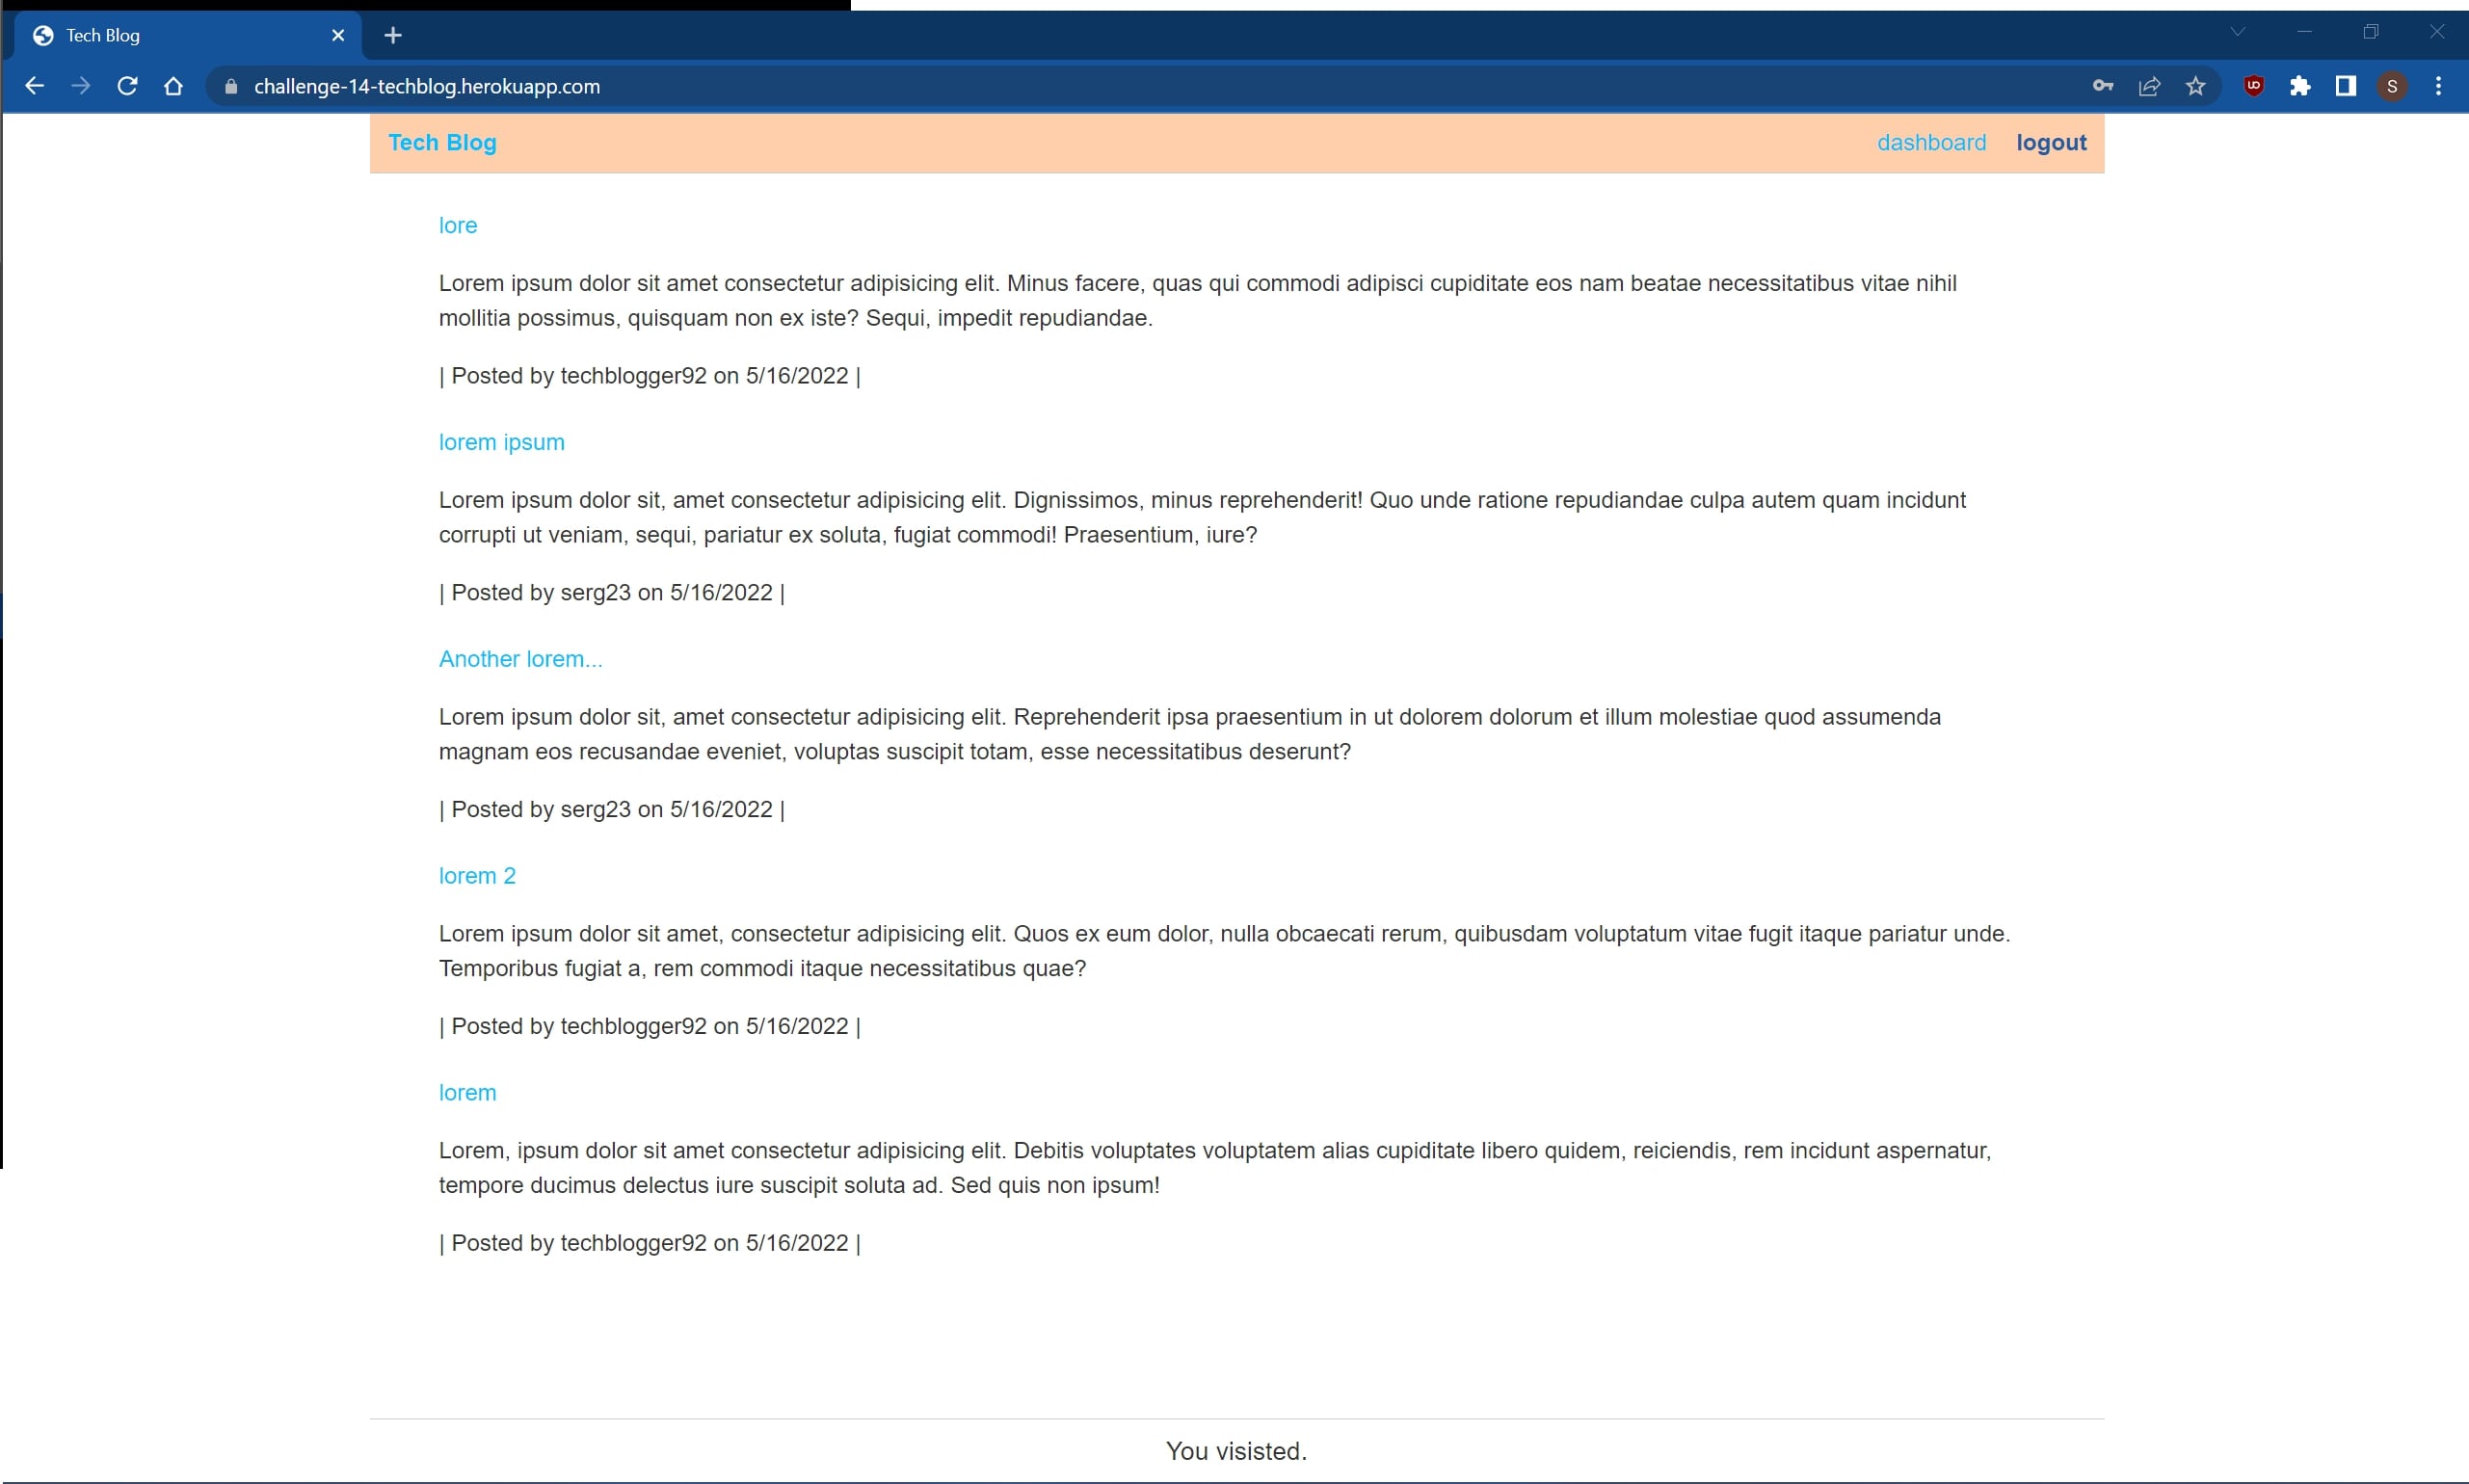 Tech Blog
challenge-14-techblog.herokuapp.com
S
Tech Blog dashboard logout
lore
Lorem ipsum dolor sit amet consectetur adipisicing elit. Minus facere, quas qui commodi adipisci cupiditate eos nam beatae necessitatibus vitae nihil
mollitia possimus, quisquam non ex iste? Sequi, impedit repudiandae.
| Posted by techblogger92 on 5/16/2022 |
lorem ipsum
Lorem ipsum dolor sit, amet consectetur adipisicing elit. Dignissimos, minus reprehenderit! Quo unde ratione repudiandae culpa autem quam incidunt
corrupti ut veniam, sequi, pariatur ex soluta, fugiat commodi! Praesentium, iure?
| Posted by serg23 on 5/16/2022 |
Another lorem...
Lorem ipsum dolor sit, amet consectetur adipisicing elit. Reprehenderit ipsa praesentium in ut dolorem dolorum et illum molestiae quod assumenda
magnam eos recusandae eveniet, voluptas suscipit totam, esse necessitatibus deserunt?
| Posted by serg23 on 5/16/2022 |
lorem 2
Lorem ipsum dolor sit amet, consectetur adipisicing elit. Quos ex eum dolor, nulla obcaecati rerum, quibusdam voluptatum vitae fugit itaque pariatur unde.
Temporibus fugiat a, rem commodi itaque necessitatibus quae?
| Posted by techblogger92 on 5/16/2022 |
lorem
Lorem, ipsum dolor sit amet consectetur adipisicing elit. Debitis voluptates voluptatem alias cupiditate libero quidem, reiciendis, rem incidunt aspernatur,
tempore ducimus delectus iure suscipit soluta ad. Sed quis non ipsum!
| Posted by techblogger92 on 5/16/2022 |
You visisted.